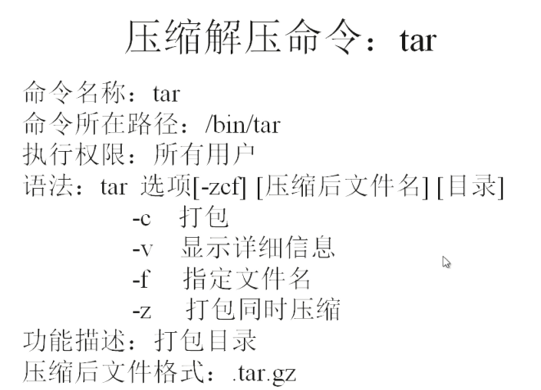 压缩解压命令：tar
命令名称：tar
命令所在路径：/bin/tar
执行权限：所有用户
语法：tar 选项[-zcf] [压缩后文件名] [目录]
-c 打包
-v 显示详细信息
-f 指定文件名
-z 打包同时压缩
功能描述：打包目录
压缩后文件格式：.tar.gz